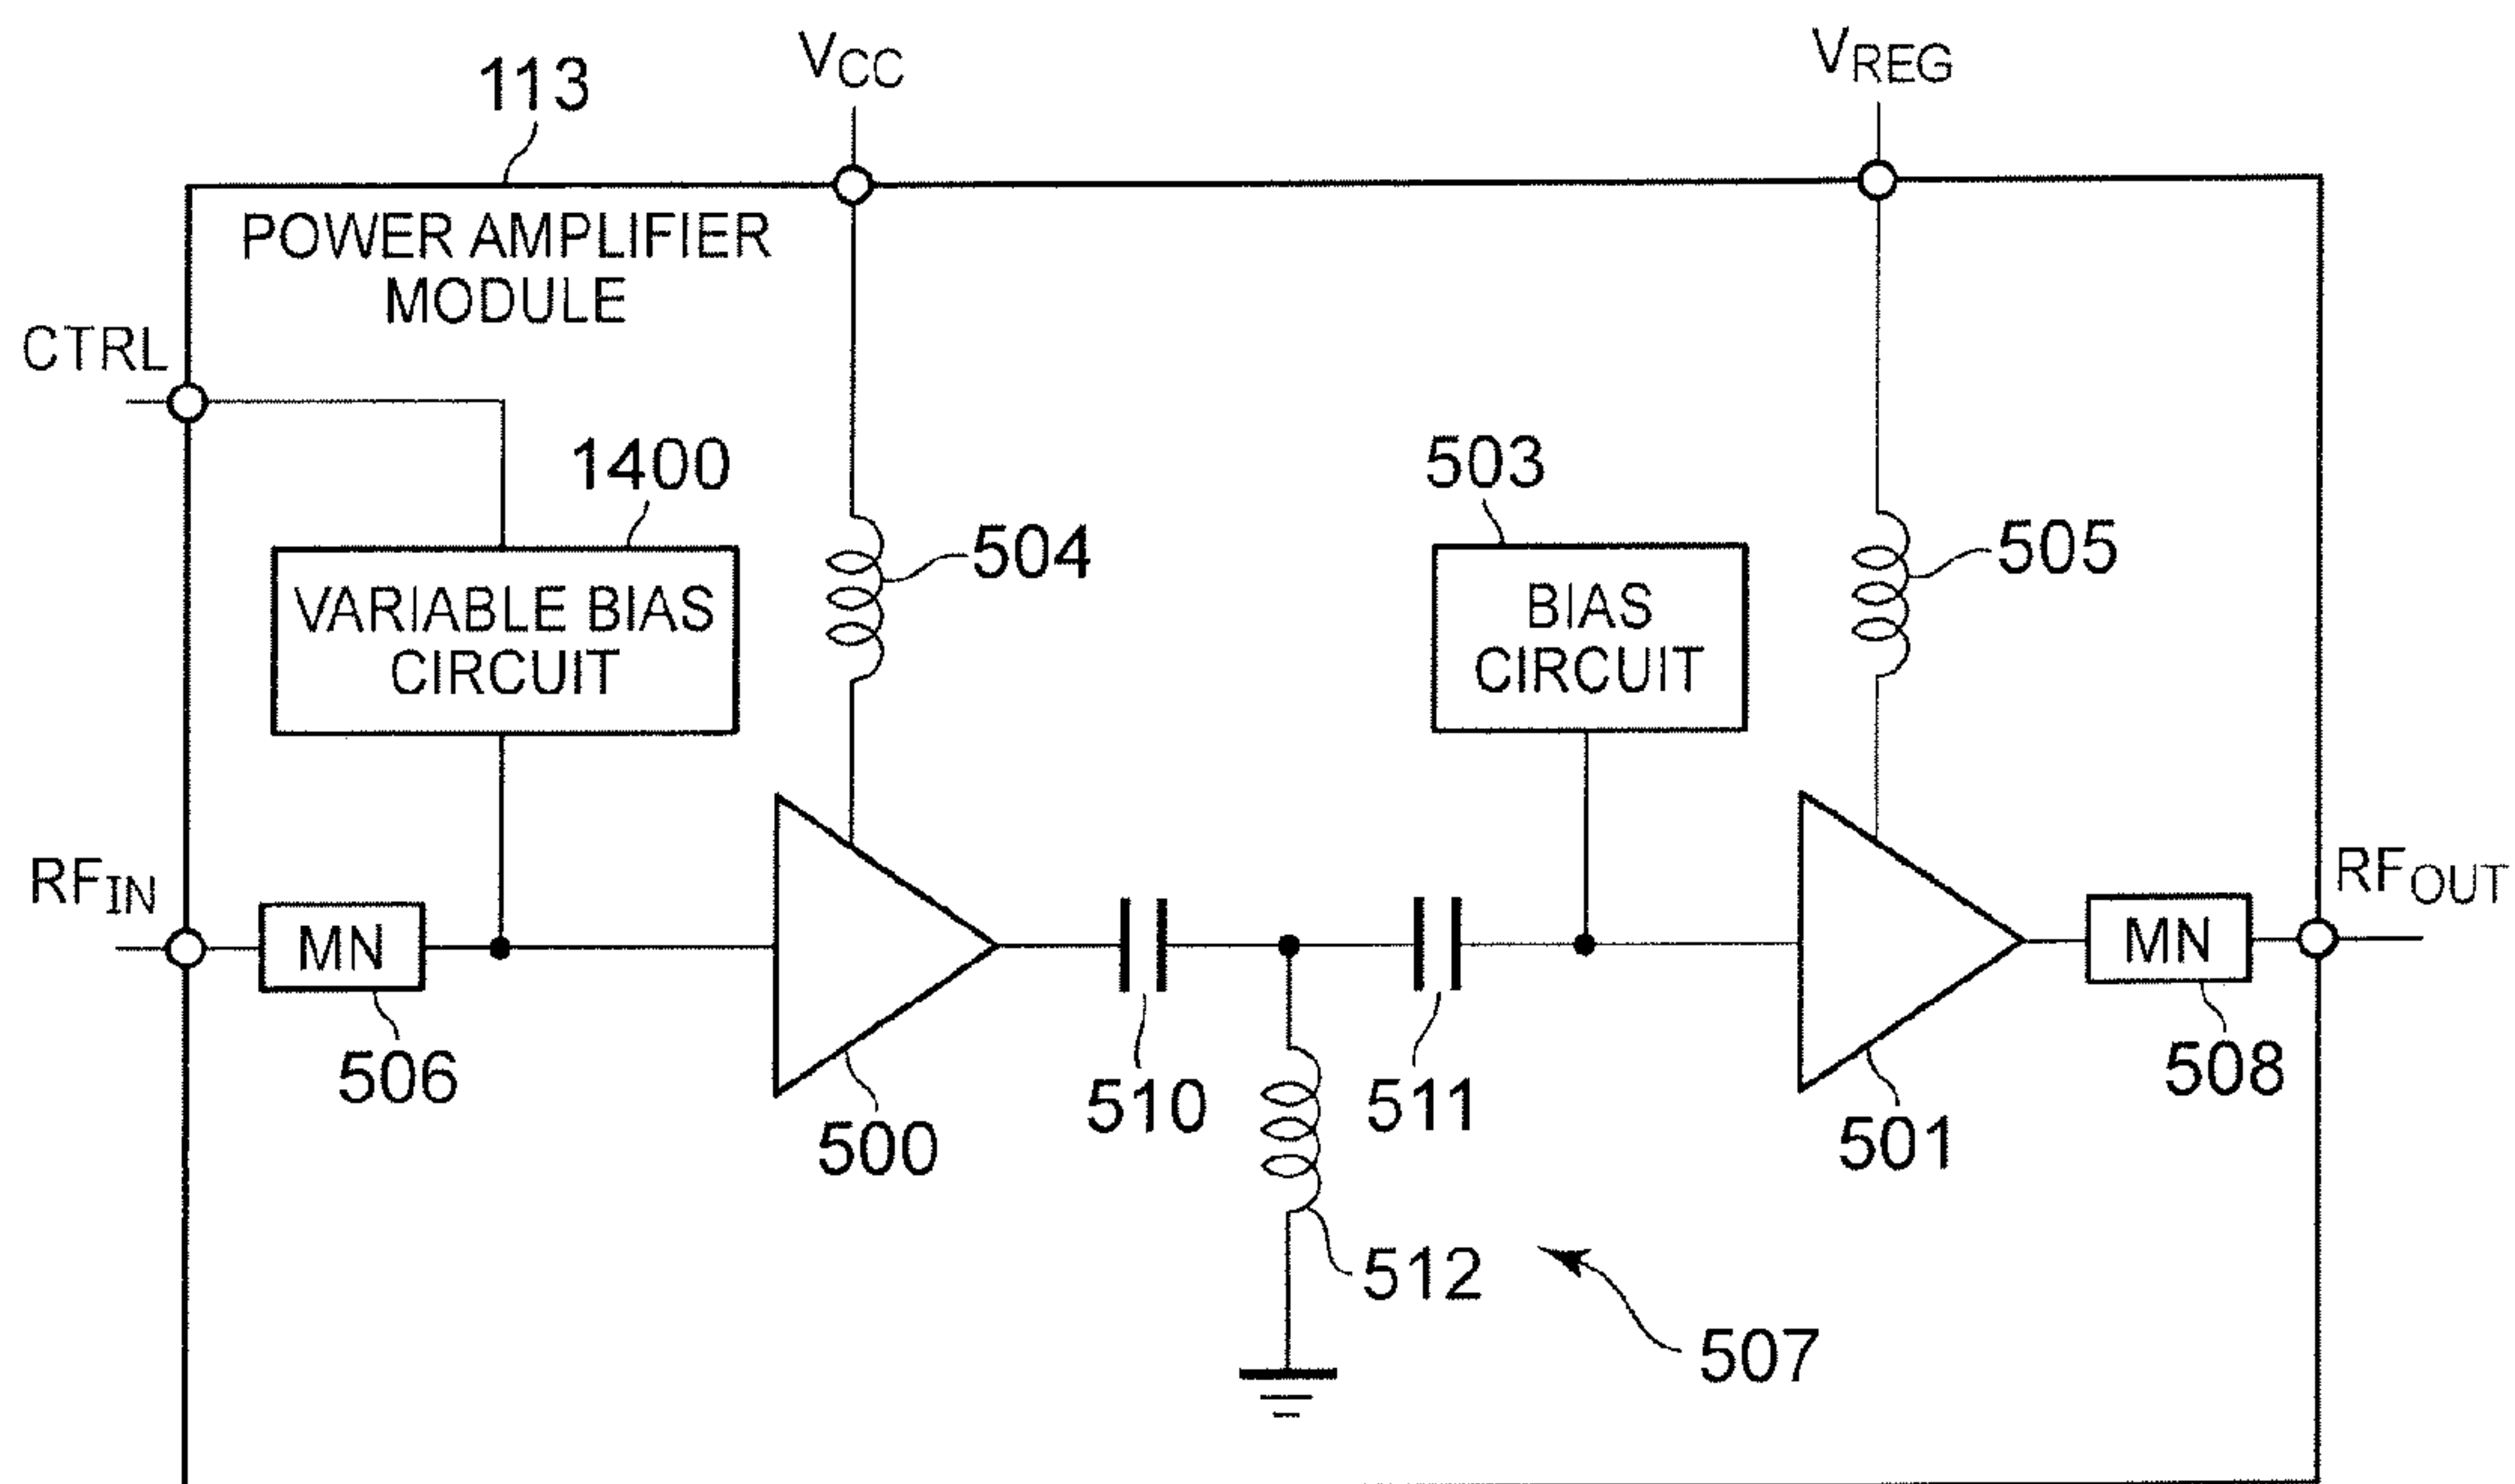 113
VCC
VREG
POWER AMPLIFIER
MODULE
CTRL
1400
503
504
505
VARIABLE BIAS
CIRCUIT
BIAS
CIRCUIT
RFIN
RFOUT
MN
MN
506
510
511
508
500
501
512
507